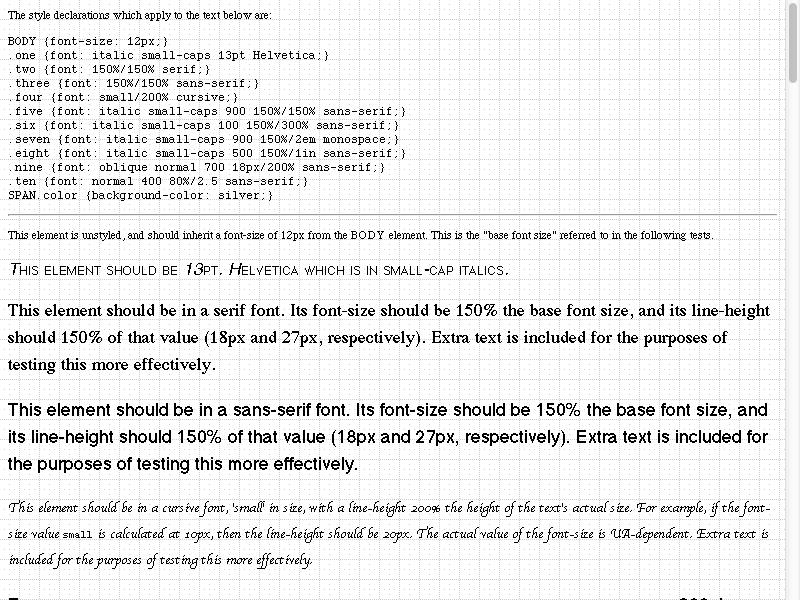 The style declarations which apply to the text below are:
BODY {font-size: 12px;}
.one {font: italic small-caps 13pt Helvetica;}
.two {font: 150%/150% serif;}
.three {font: 150%/150% sans-serif;}
.four {font: small/200% cursive;}
.five {font: italic small-caps 900 150%/150% sans-serif;}
.six {font: italic small-caps 100 150%/300% sans-serif;}
.seven {font: italic small-caps 900 150%/2em monospace;}
.eight {font: italic small-caps 500 150%/1in sans-serif;}
.nine {font: oblique normal 700 18px/200% sans-serif;}
.ten {font: normal 400 80%/2.5 sans-serif;}
SPAN.color {background-color: silver;}
This element is unstyled, and should inherit a font-size of 12px from the BODY element. This is the "base font size" referred to in the following tests.
This element should be 13pt. Helvetica which is in small-cap italics.
This element should be in a serif font. Its font-size should be 150% the base font size, and its line-height
should 150% of that value (18px and 27px, respectively). Extra text is included for the purposes of
testing this more effectively.
This element should be in a sans-serif font. Its font-size should be 150% the base font size, and
its line-height should 150% of that value (18px and 27px, respectively). Extra text is included for
the purposes of testing this more effectively.
This element should be in a cursive font, 'small' in size, with a line-height 200% the height of the text's actual size. For example, if the font-
size value small is calculated at 10px, then the line-height should be 20px. The actual value of the font-size is UA-dependent. Extra text is
included for the purposes of testing this more effectively.